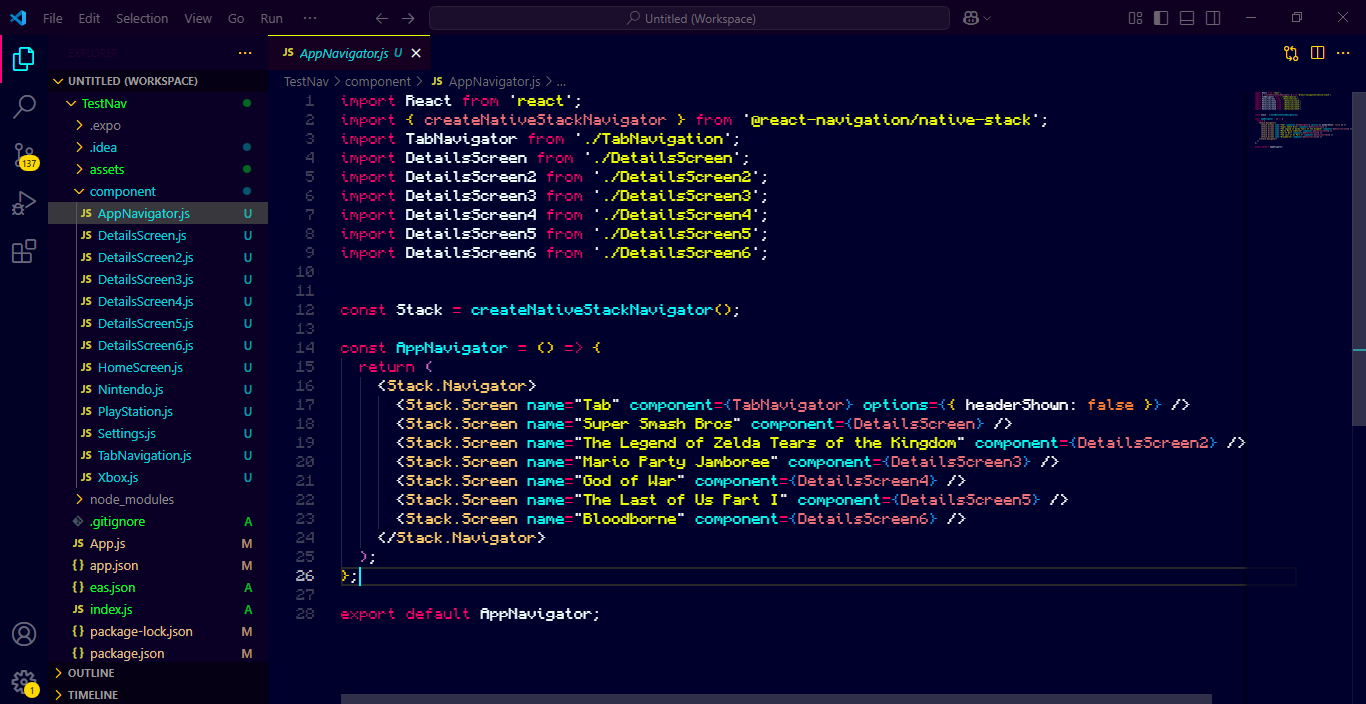 File Edit Selection View Go Run ··· Untitled (Workspace)
EXPLORER ···
UNTITLED (WORKSPACE)
TestNav
.expo
.idea
assets
component
JS AppNavigator.js U
JS DetailsScreen.js U
JS DetailsScreen2.js U
JS DetailsScreen3.js U
JS DetailsScreen4.js U
JS DetailsScreen5.js U
JS DetailsScreen6.js U
JS HomeScreen.js U
JS Nintendo.js U
JS PlayStation.js U
JS Settings.js U
JS TabNavigation.js U
JS Xbox.js U
node_modules
.gitignore A
JS App.js M
{} app.json M
{} eas.json A
JS index.js A
{} package-lock.json M
{} package.json M
OUTLINE
TIMELINE
137
1
JS AppNavigator.js U
TestNav > component > JS AppNavigator.js > ...
1 import React from 'react';
2 import { createNativeStackNavigator } from '@react-navigation/native-stack';
3 import TabNavigator from './TabNavigation';
4 import DetailsScreen from './DetailsScreen';
5 import DetailsScreen2 from './DetailsScreen2';
6 import DetailsScreen3 from './DetailsScreen3';
7 import DetailsScreen4 from './DetailsScreen4';
8 import DetailsScreen5 from './DetailsScreen5';
9 import DetailsScreen6 from './DetailsScreen6';
10
11
12 const Stack = createNativeStackNavigator();
13
14 const AppNavigator = () => {
15 return (
16 <Stack.Navigator>
17 <Stack.Screen name="Tab" component={TabNavigator} options={{ headerShown: false }} />
18 <Stack.Screen name="Super Smash Bros" component={DetailsScreen} />
19 <Stack.Screen name="The Legend of Zelda Tears of the Kingdom" component={DetailsScreen2} />
20 <Stack.Screen name="Mario Party Jamboree" component={DetailsScreen3} />
21 <Stack.Screen name="God of War" component={DetailsScreen4} />
22 <Stack.Screen name="The Last of Us Part I" component={DetailsScreen5} />
23 <Stack.Screen name="Bloodborne" component={DetailsScreen6} />
24 </Stack.Navigator>
25 );
26 };
27
28 export default AppNavigator;